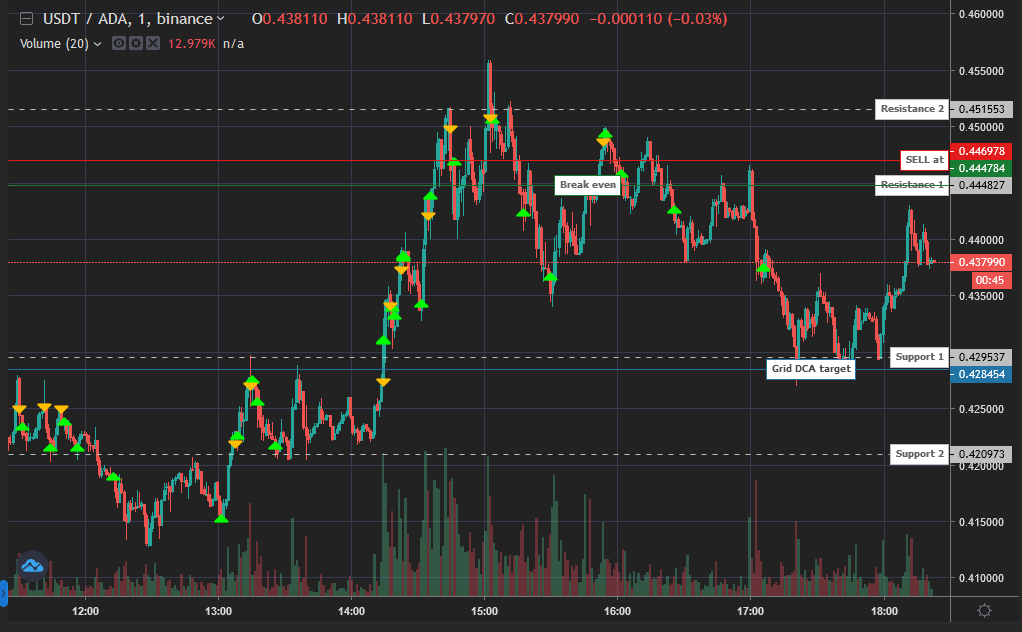 USDT / ADA, 1, binance O0.438110 H0.438110 L0.437970 C0.437990 −0.000110 (−0.03%)
Volume (20) 12.979K n/a
0.460000
0.455000
Resistance 2 0.451553
0.450000
SELL at 0.446978
0.444784
Break even Resistance 1 0.444827
0.440000
0.437990
00:45
0.435000
Support 1 0.429537
Grid DCA target 0.428454
0.425000
Support 2 0.420973
0.420000
0.415000
0.410000
12:00 13:00 14:00 15:00 16:00 17:00 18:00